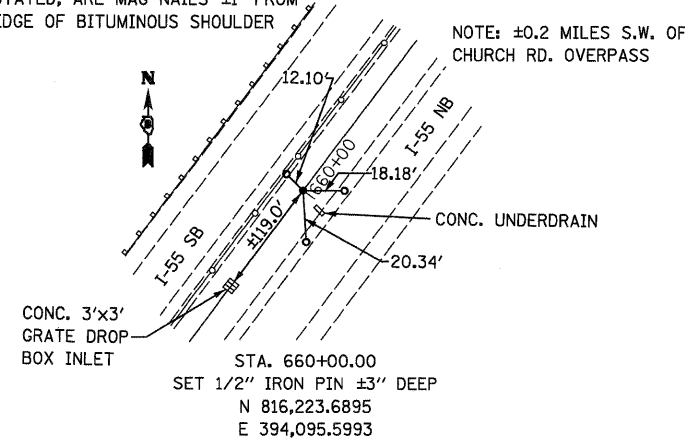 OTATED, ARE MAG NAILS ±1' FROM
EDGE OF BITUMINOUS SHOULDER
NOTE: ±0.2 MILES S.W. OF
CHURCH RD. OVERPASS
N
12.10'
660+00
I-55 NB
18.18'
CONC. UNDERDRAIN
±119.0'
I-55 SB
20.34'
CONC. 3'x3'
GRATE DROP
BOX INLET
STA. 660+00.00
SET 1/2" IRON PIN ±3" DEEP
N 816,223.6895
E 394,095.5993